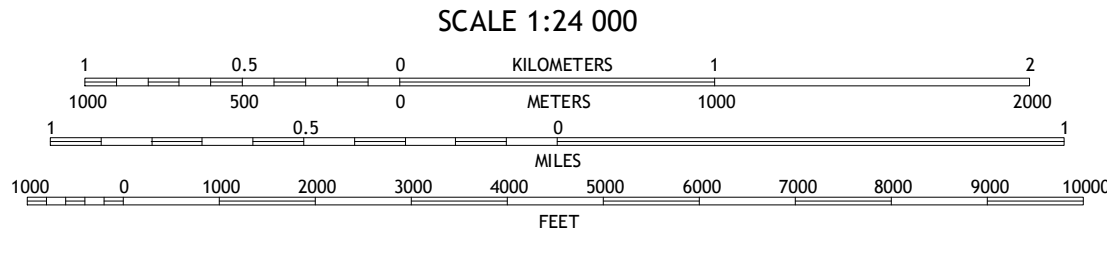 SCALE 1:24 000
1 0.5 0 KILOMETERS 1 2
1000 500 0 METERS 1000 2000
1 0.5 0 1
MILES
1000 0 1000 2000 3000 4000 5000 6000 7000 8000 9000 10000
FEET